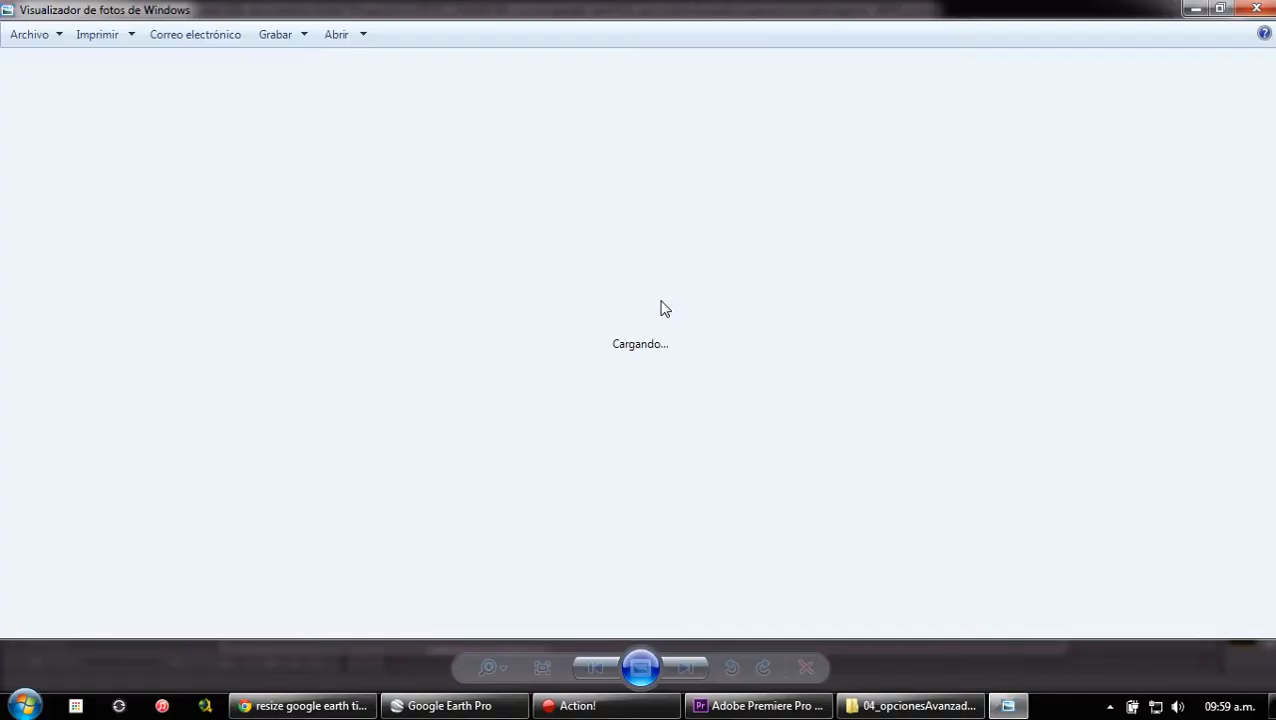 Visualizador de fotos de Windows
Archivo Imprimir Correo electrónico Grabar Abrir
Cargando...
resize google earth ti... Google Earth Pro Action! Adobe Premiere Pro ... 04_opcionesAvanzad... 09:59 a.m.